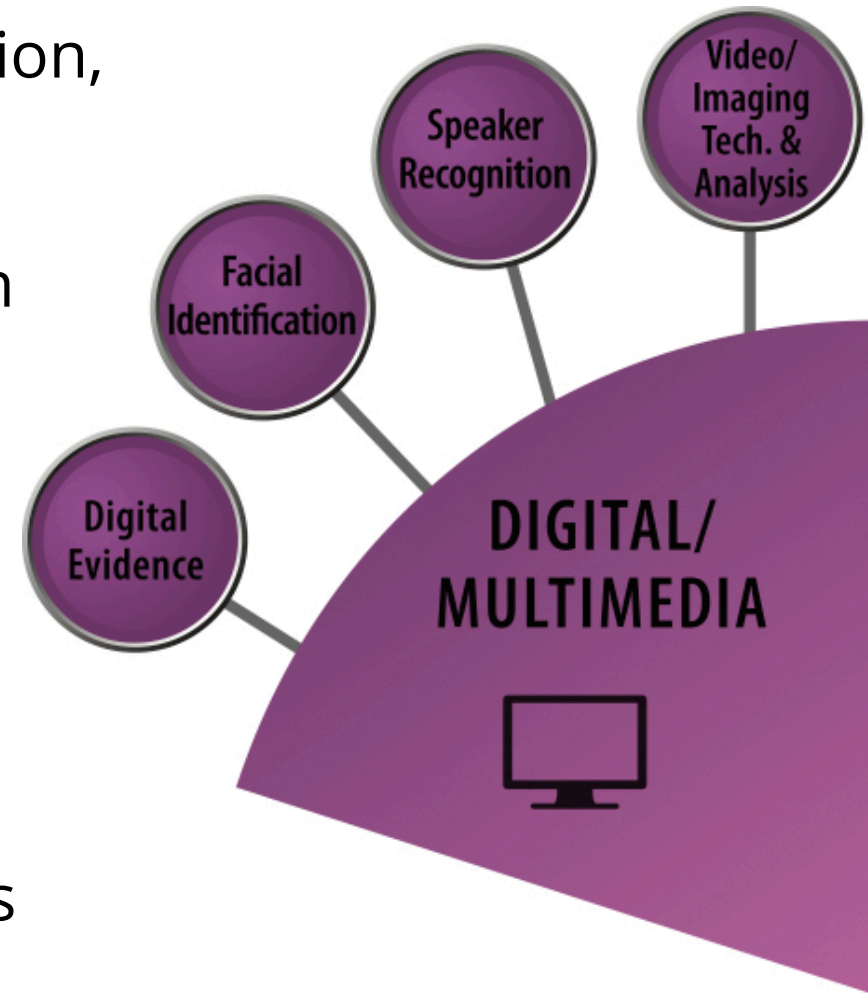 ion,
n
s
Video/
Imaging
Tech. &
Analysis
Speaker
Recognition
Facial
Identification
Digital
Evidence
DIGITAL/
MULTIMEDIA